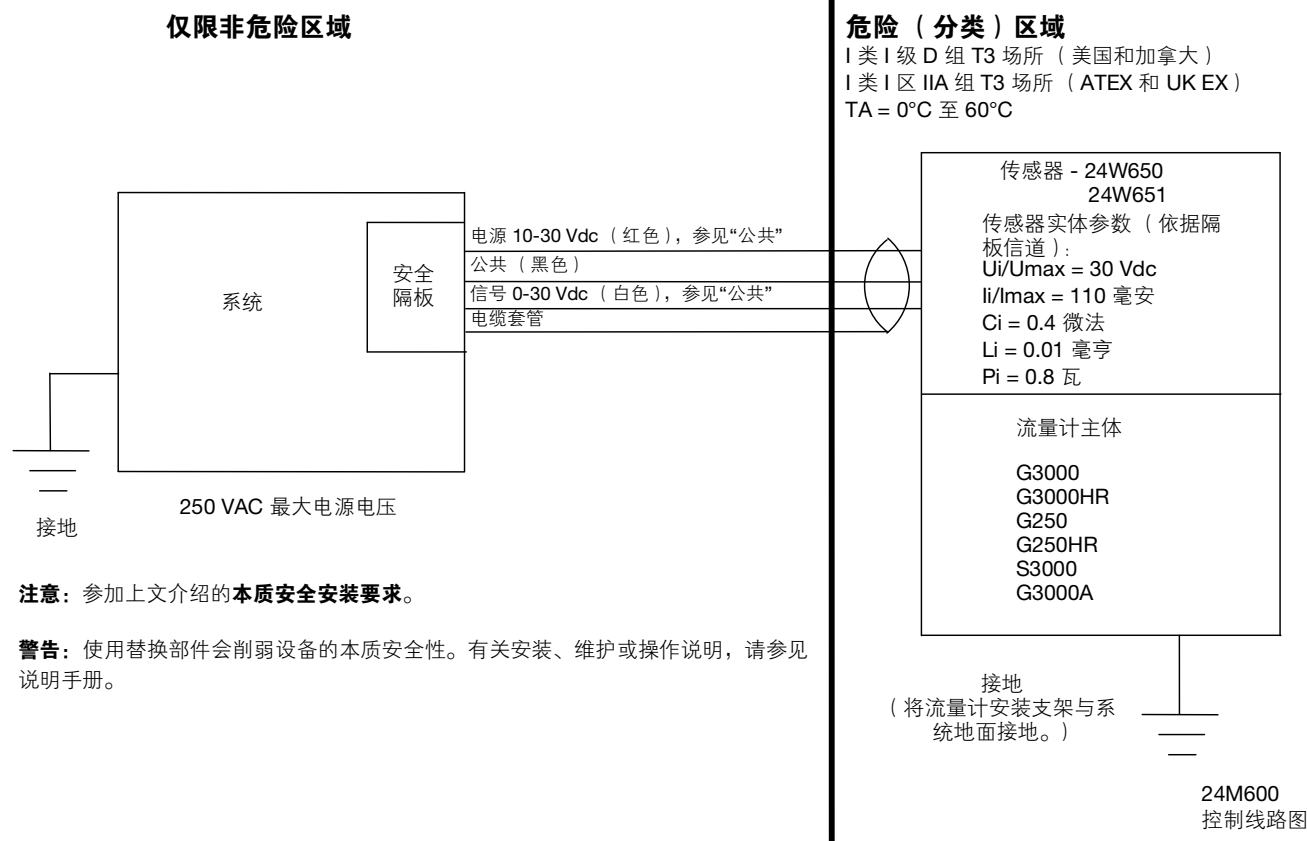 仅限非危险区域
危险 （ 分类 ）区域
I 类 I 级 D 组 T3 场所 （ 美国和加拿大 ）
I 类 I 区 IIA 组 T3 场所 （ ATEX 和 UK EX ）
TA = 0°C 至 60°C
传感器 - 24W650
24W651
传感器实体参数 （ 依据隔
板信道 ）:
Ui/Umax = 30 Vdc
Ii/Imax = 110 毫安
Ci = 0.4 微法
Li = 0.01 毫亨
Pi = 0.8 瓦
电源 10-30 Vdc （ 红色 ），参见“公共”
公共 （ 黑色 ）
信号 0-30 Vdc （ 白色 ），参见“公共”
电缆套管
安全
隔板
系统
流量计主体
G3000
G3000HR
G250
G250HR
S3000
G3000A
250 VAC 最大电源电压
接地
注意：参加上文介绍的本质安全安装要求。
警告：使用替换部件会削弱设备的本质安全性。有关安装、维护或操作说明，请参见
说明手册。
接地
（ 将流量计安装支架与系
统地面接地。）
24M600
控制线路图